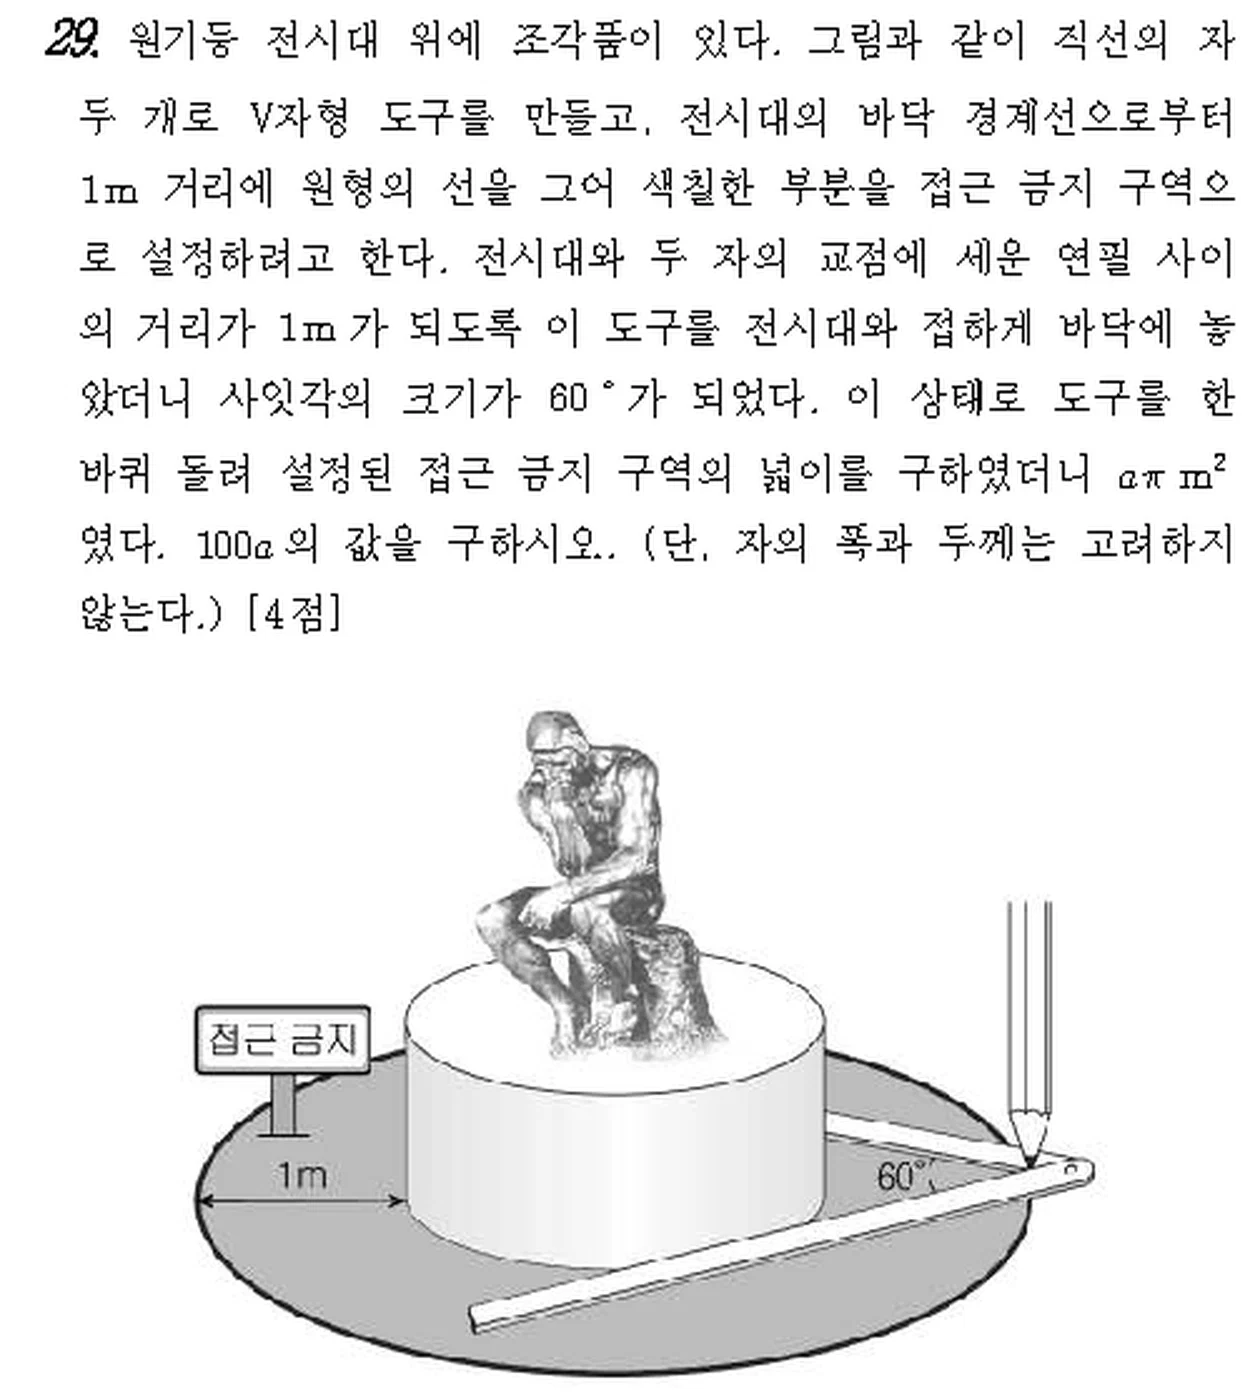 29. 원기둥 전시대 위에 조각품이 있다. 그림과 같이 직선의 자
두 개로 V자형 도구를 만들고, 전시대의 바닥 경계선으로부터
1m 거리에 원형의 선을 그어 색칠한 부분을 접근 금지 구역으
로 설정하려고 한다. 전시대와 두 자의 교점에 세운 연필 사이
의 거리가 1m가 되도록 이 도구를 전시대와 접하게 바닥에 놓
았더니 사잇각의 크기가 60°가 되었다. 이 상태로 도구를 한
바퀴 돌려 설정된 접근 금지 구역의 넓이를 구하였더니 aπ m²
였다. 100a의 값을 구하시오.. (단, 자의 폭과 두께는 고려하지
않는다.) [4점]
접근 금지
1m
60°